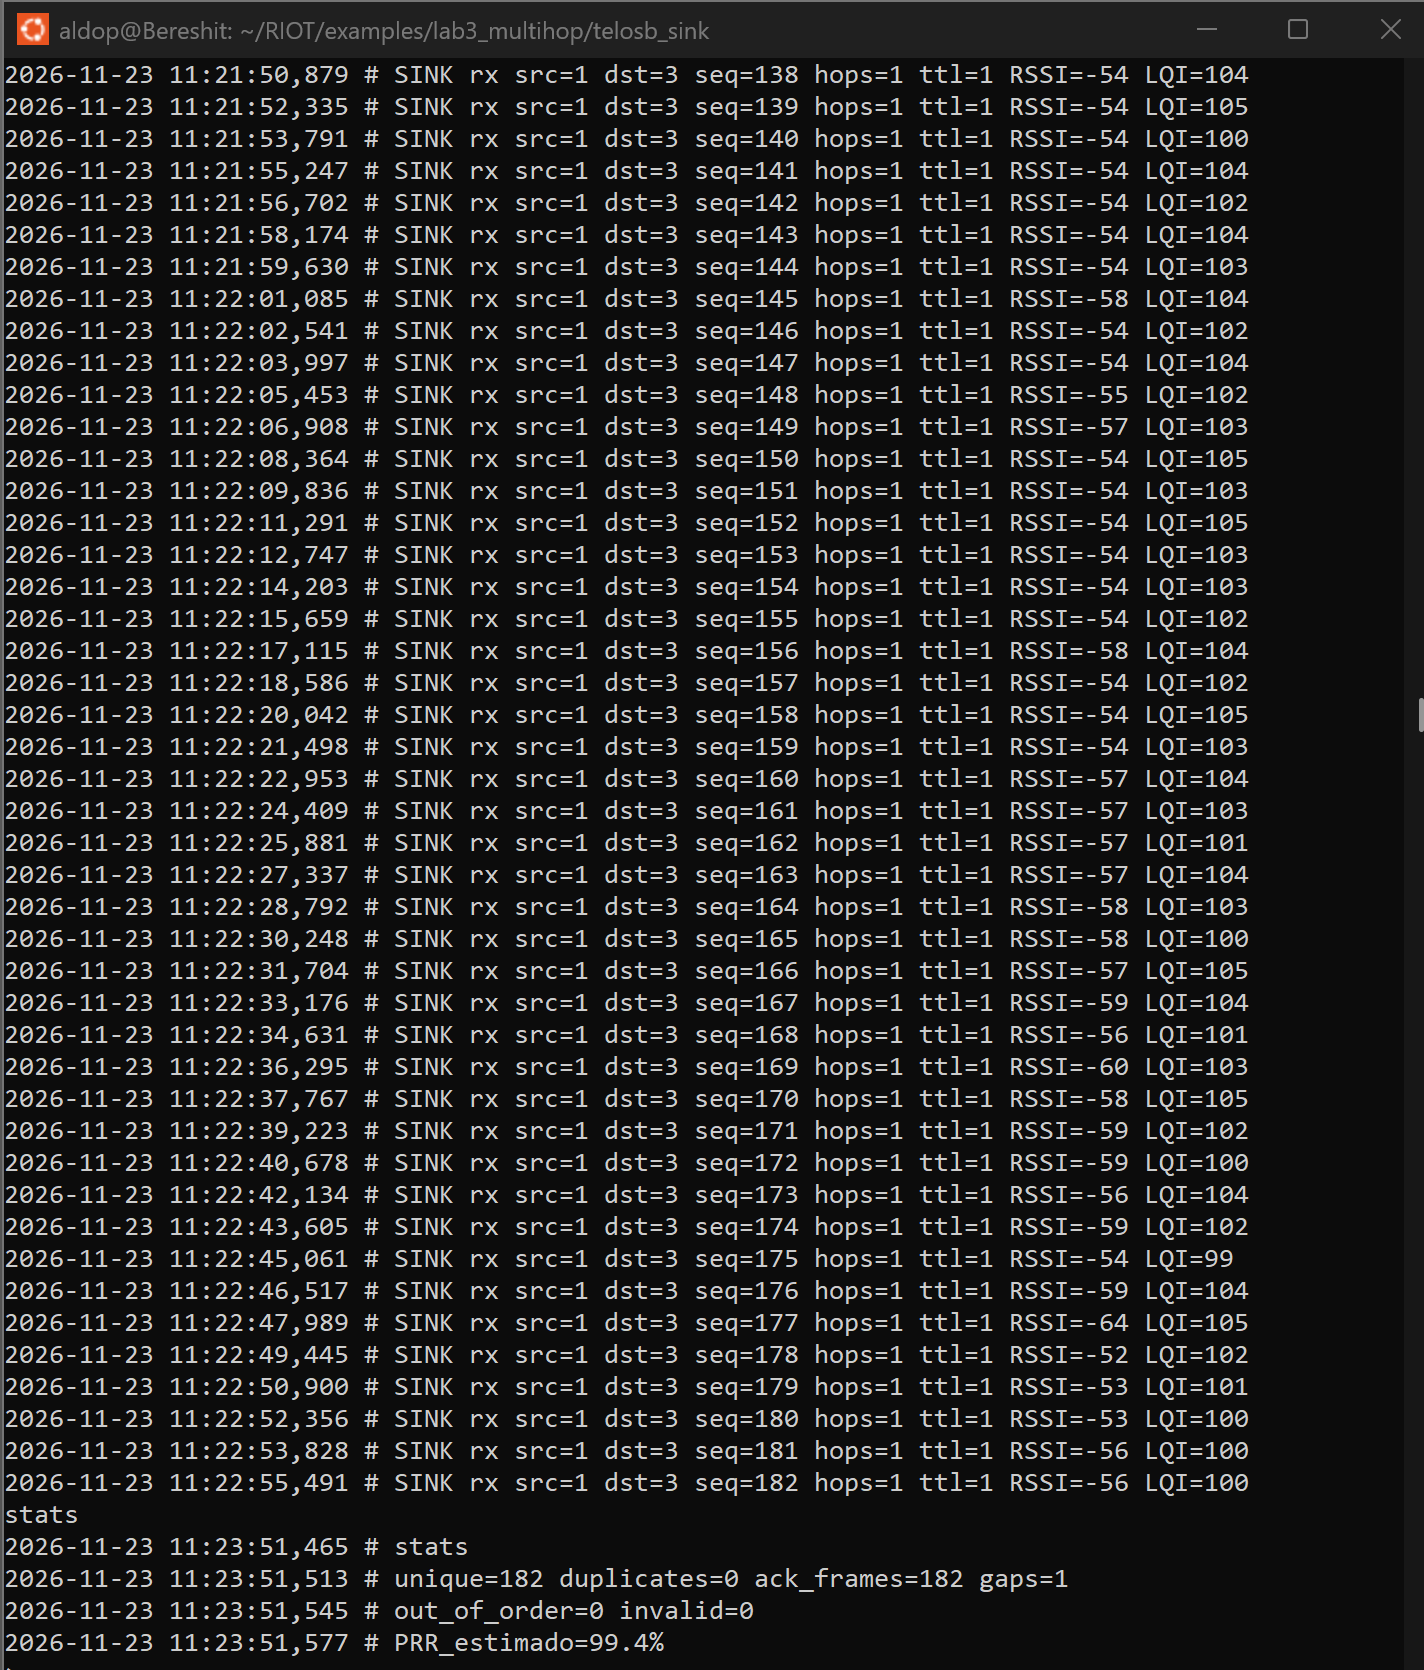 aldop@Bereshit: ~/RIOT/examples/lab3_multihop/telosb_sink
2026-11-23 11:21:50,879 # SINK rx src=1 dst=3 seq=138 hops=1 ttl=1 RSSI=-54 LQI=104
2026-11-23 11:21:52,335 # SINK rx src=1 dst=3 seq=139 hops=1 ttl=1 RSSI=-54 LQI=105
2026-11-23 11:21:53,791 # SINK rx src=1 dst=3 seq=140 hops=1 ttl=1 RSSI=-54 LQI=100
2026-11-23 11:21:55,247 # SINK rx src=1 dst=3 seq=141 hops=1 ttl=1 RSSI=-54 LQI=104
2026-11-23 11:21:56,702 # SINK rx src=1 dst=3 seq=142 hops=1 ttl=1 RSSI=-54 LQI=102
2026-11-23 11:21:58,174 # SINK rx src=1 dst=3 seq=143 hops=1 ttl=1 RSSI=-54 LQI=104
2026-11-23 11:21:59,630 # SINK rx src=1 dst=3 seq=144 hops=1 ttl=1 RSSI=-54 LQI=103
2026-11-23 11:22:01,085 # SINK rx src=1 dst=3 seq=145 hops=1 ttl=1 RSSI=-58 LQI=104
2026-11-23 11:22:02,541 # SINK rx src=1 dst=3 seq=146 hops=1 ttl=1 RSSI=-54 LQI=102
2026-11-23 11:22:03,997 # SINK rx src=1 dst=3 seq=147 hops=1 ttl=1 RSSI=-54 LQI=104
2026-11-23 11:22:05,453 # SINK rx src=1 dst=3 seq=148 hops=1 ttl=1 RSSI=-55 LQI=102
2026-11-23 11:22:06,908 # SINK rx src=1 dst=3 seq=149 hops=1 ttl=1 RSSI=-57 LQI=103
2026-11-23 11:22:08,364 # SINK rx src=1 dst=3 seq=150 hops=1 ttl=1 RSSI=-54 LQI=105
2026-11-23 11:22:09,836 # SINK rx src=1 dst=3 seq=151 hops=1 ttl=1 RSSI=-54 LQI=103
2026-11-23 11:22:11,291 # SINK rx src=1 dst=3 seq=152 hops=1 ttl=1 RSSI=-54 LQI=105
2026-11-23 11:22:12,747 # SINK rx src=1 dst=3 seq=153 hops=1 ttl=1 RSSI=-54 LQI=103
2026-11-23 11:22:14,203 # SINK rx src=1 dst=3 seq=154 hops=1 ttl=1 RSSI=-54 LQI=103
2026-11-23 11:22:15,659 # SINK rx src=1 dst=3 seq=155 hops=1 ttl=1 RSSI=-54 LQI=102
2026-11-23 11:22:17,115 # SINK rx src=1 dst=3 seq=156 hops=1 ttl=1 RSSI=-58 LQI=104
2026-11-23 11:22:18,586 # SINK rx src=1 dst=3 seq=157 hops=1 ttl=1 RSSI=-54 LQI=102
2026-11-23 11:22:20,042 # SINK rx src=1 dst=3 seq=158 hops=1 ttl=1 RSSI=-54 LQI=105
2026-11-23 11:22:21,498 # SINK rx src=1 dst=3 seq=159 hops=1 ttl=1 RSSI=-54 LQI=103
2026-11-23 11:22:22,953 # SINK rx src=1 dst=3 seq=160 hops=1 ttl=1 RSSI=-57 LQI=104
2026-11-23 11:22:24,409 # SINK rx src=1 dst=3 seq=161 hops=1 ttl=1 RSSI=-57 LQI=103
2026-11-23 11:22:25,881 # SINK rx src=1 dst=3 seq=162 hops=1 ttl=1 RSSI=-57 LQI=101
2026-11-23 11:22:27,337 # SINK rx src=1 dst=3 seq=163 hops=1 ttl=1 RSSI=-57 LQI=104
2026-11-23 11:22:28,792 # SINK rx src=1 dst=3 seq=164 hops=1 ttl=1 RSSI=-58 LQI=103
2026-11-23 11:22:30,248 # SINK rx src=1 dst=3 seq=165 hops=1 ttl=1 RSSI=-58 LQI=100
2026-11-23 11:22:31,704 # SINK rx src=1 dst=3 seq=166 hops=1 ttl=1 RSSI=-57 LQI=105
2026-11-23 11:22:33,176 # SINK rx src=1 dst=3 seq=167 hops=1 ttl=1 RSSI=-59 LQI=104
2026-11-23 11:22:34,631 # SINK rx src=1 dst=3 seq=168 hops=1 ttl=1 RSSI=-56 LQI=101
2026-11-23 11:22:36,295 # SINK rx src=1 dst=3 seq=169 hops=1 ttl=1 RSSI=-60 LQI=103
2026-11-23 11:22:37,767 # SINK rx src=1 dst=3 seq=170 hops=1 ttl=1 RSSI=-58 LQI=105
2026-11-23 11:22:39,223 # SINK rx src=1 dst=3 seq=171 hops=1 ttl=1 RSSI=-59 LQI=102
2026-11-23 11:22:40,678 # SINK rx src=1 dst=3 seq=172 hops=1 ttl=1 RSSI=-59 LQI=100
2026-11-23 11:22:42,134 # SINK rx src=1 dst=3 seq=173 hops=1 ttl=1 RSSI=-56 LQI=104
2026-11-23 11:22:43,605 # SINK rx src=1 dst=3 seq=174 hops=1 ttl=1 RSSI=-59 LQI=102
2026-11-23 11:22:45,061 # SINK rx src=1 dst=3 seq=175 hops=1 ttl=1 RSSI=-54 LQI=99
2026-11-23 11:22:46,517 # SINK rx src=1 dst=3 seq=176 hops=1 ttl=1 RSSI=-59 LQI=104
2026-11-23 11:22:47,989 # SINK rx src=1 dst=3 seq=177 hops=1 ttl=1 RSSI=-64 LQI=105
2026-11-23 11:22:49,445 # SINK rx src=1 dst=3 seq=178 hops=1 ttl=1 RSSI=-52 LQI=102
2026-11-23 11:22:50,900 # SINK rx src=1 dst=3 seq=179 hops=1 ttl=1 RSSI=-53 LQI=101
2026-11-23 11:22:52,356 # SINK rx src=1 dst=3 seq=180 hops=1 ttl=1 RSSI=-53 LQI=100
2026-11-23 11:22:53,828 # SINK rx src=1 dst=3 seq=181 hops=1 ttl=1 RSSI=-56 LQI=100
2026-11-23 11:22:55,491 # SINK rx src=1 dst=3 seq=182 hops=1 ttl=1 RSSI=-56 LQI=100
stats
2026-11-23 11:23:51,465 # stats
2026-11-23 11:23:51,513 # unique=182 duplicates=0 ack_frames=182 gaps=1
2026-11-23 11:23:51,545 # out_of_order=0 invalid=0
2026-11-23 11:23:51,577 # PRR_estimado=99.4%